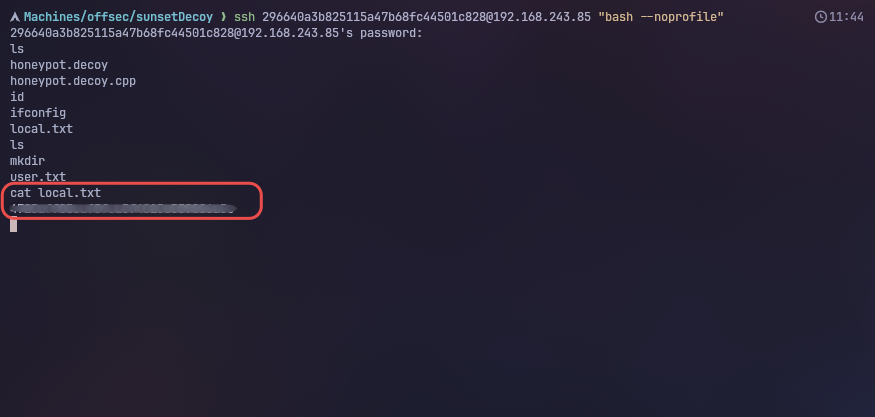 Machines/offsec/sunsetDecoy ❯ ssh 296640a3b825115a47b68fc44501c828@192.168.243.85 "bash --noprofile" 11:44
296640a3b825115a47b68fc44501c828@192.168.243.85's password:
ls
honeypot.decoy
honeypot.decoy.cpp
id
ifconfig
local.txt
ls
mkdir
user.txt
cat local.txt